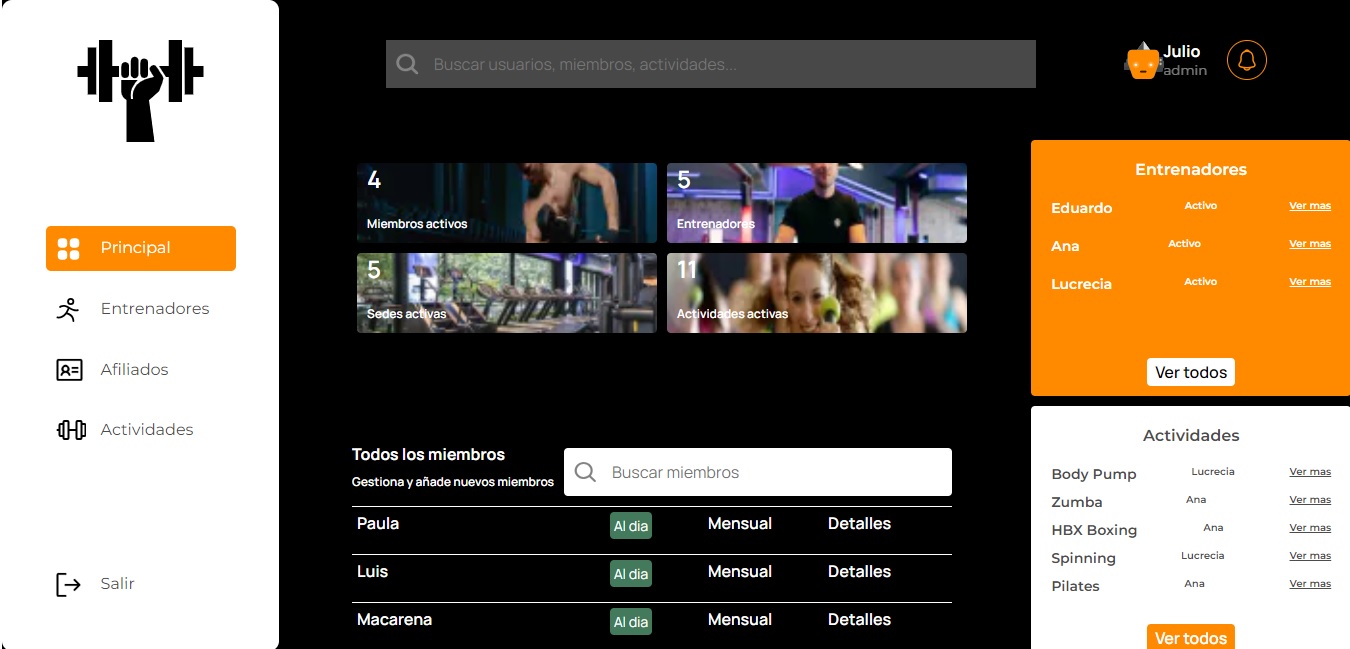 Buscar usuarios, miembros, actividades...
Julio
admin
Principal
Entrenadores
Afiliados
Actividades
Salir
4
Miembros activos
5
Entrenadores
5
Sedes activas
11
Actividades activas
Todos los miembros
Gestiona y añade nuevos miembros
Buscar miembros
Paula Al dia Mensual Detalles
Luis Al dia Mensual Detalles
Macarena Al dia Mensual Detalles
Entrenadores
Eduardo Activo Ver mas
Ana Activo Ver mas
Lucrecia Activo Ver mas
Ver todos
Actividades
Body Pump Lucrecia Ver mas
Zumba Ana Ver mas
HBX Boxing Ana Ver mas
Spinning Lucrecia Ver mas
Pilates Ana Ver mas
Ver todos